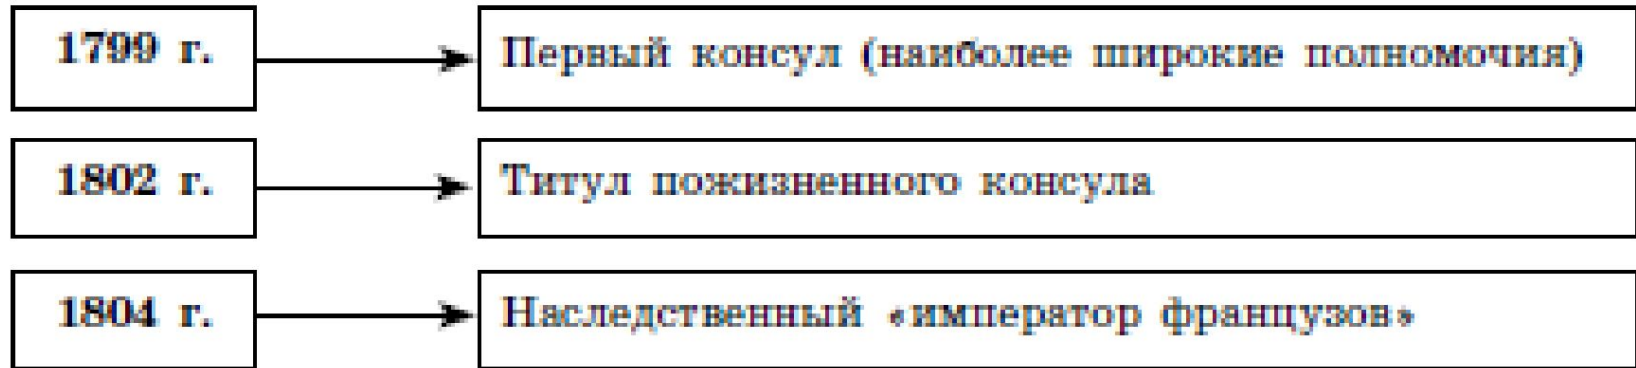 1799 г.
Первый консул (наиболее широкие полномочия)
1802 г.
Титул пожизненного консула
1804 г.
Наследственный «император французов»